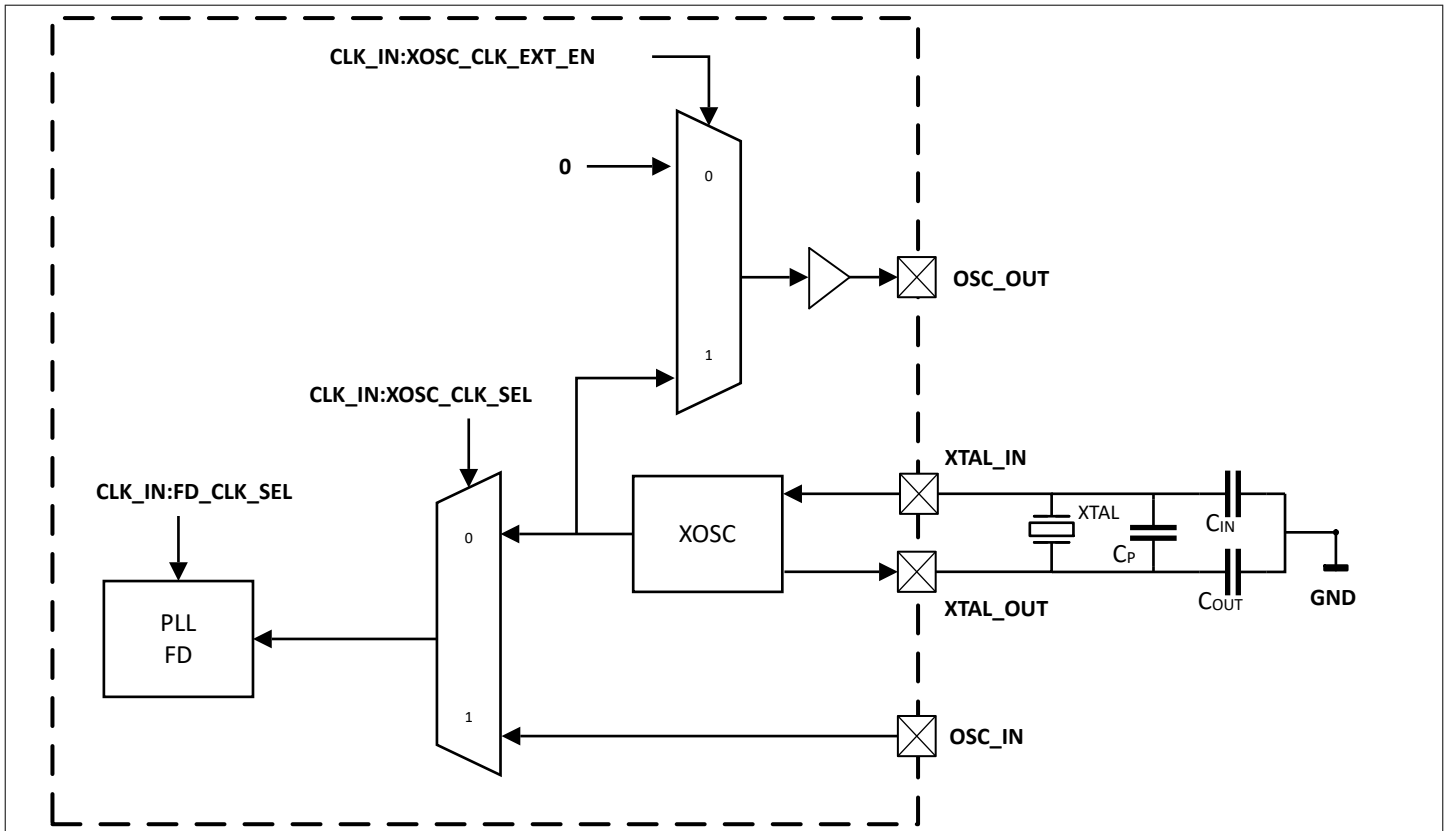 CLK_IN:XOSC_CLK_EXT_EN
0
0
OSC_OUT
1
CLK_IN:XOSC_CLK_SEL
XTAL_IN
CLK_IN:FD_CLK_SEL
0
XOSC
XTAL
CP
CIN
COUT
GND
XTAL_OUT
PLL
FD
1
OSC_IN